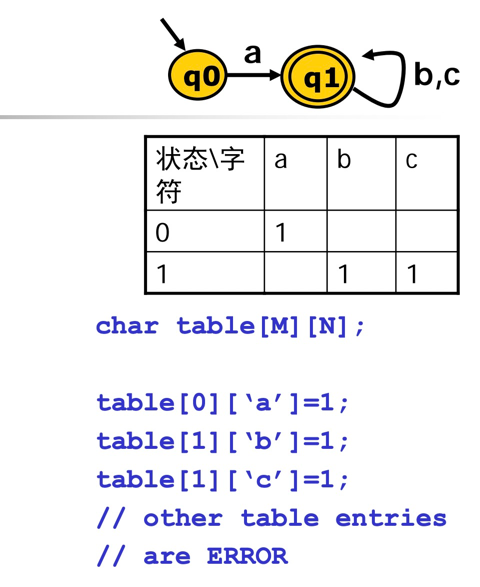 a
q0 q1
b,c
状态\字 a b c
符
0 1
1 1 1
char table[M][N];
table[0][‘a’]=1;
table[1][‘b’]=1;
table[1][‘c’]=1;
// other table entries
// are ERROR